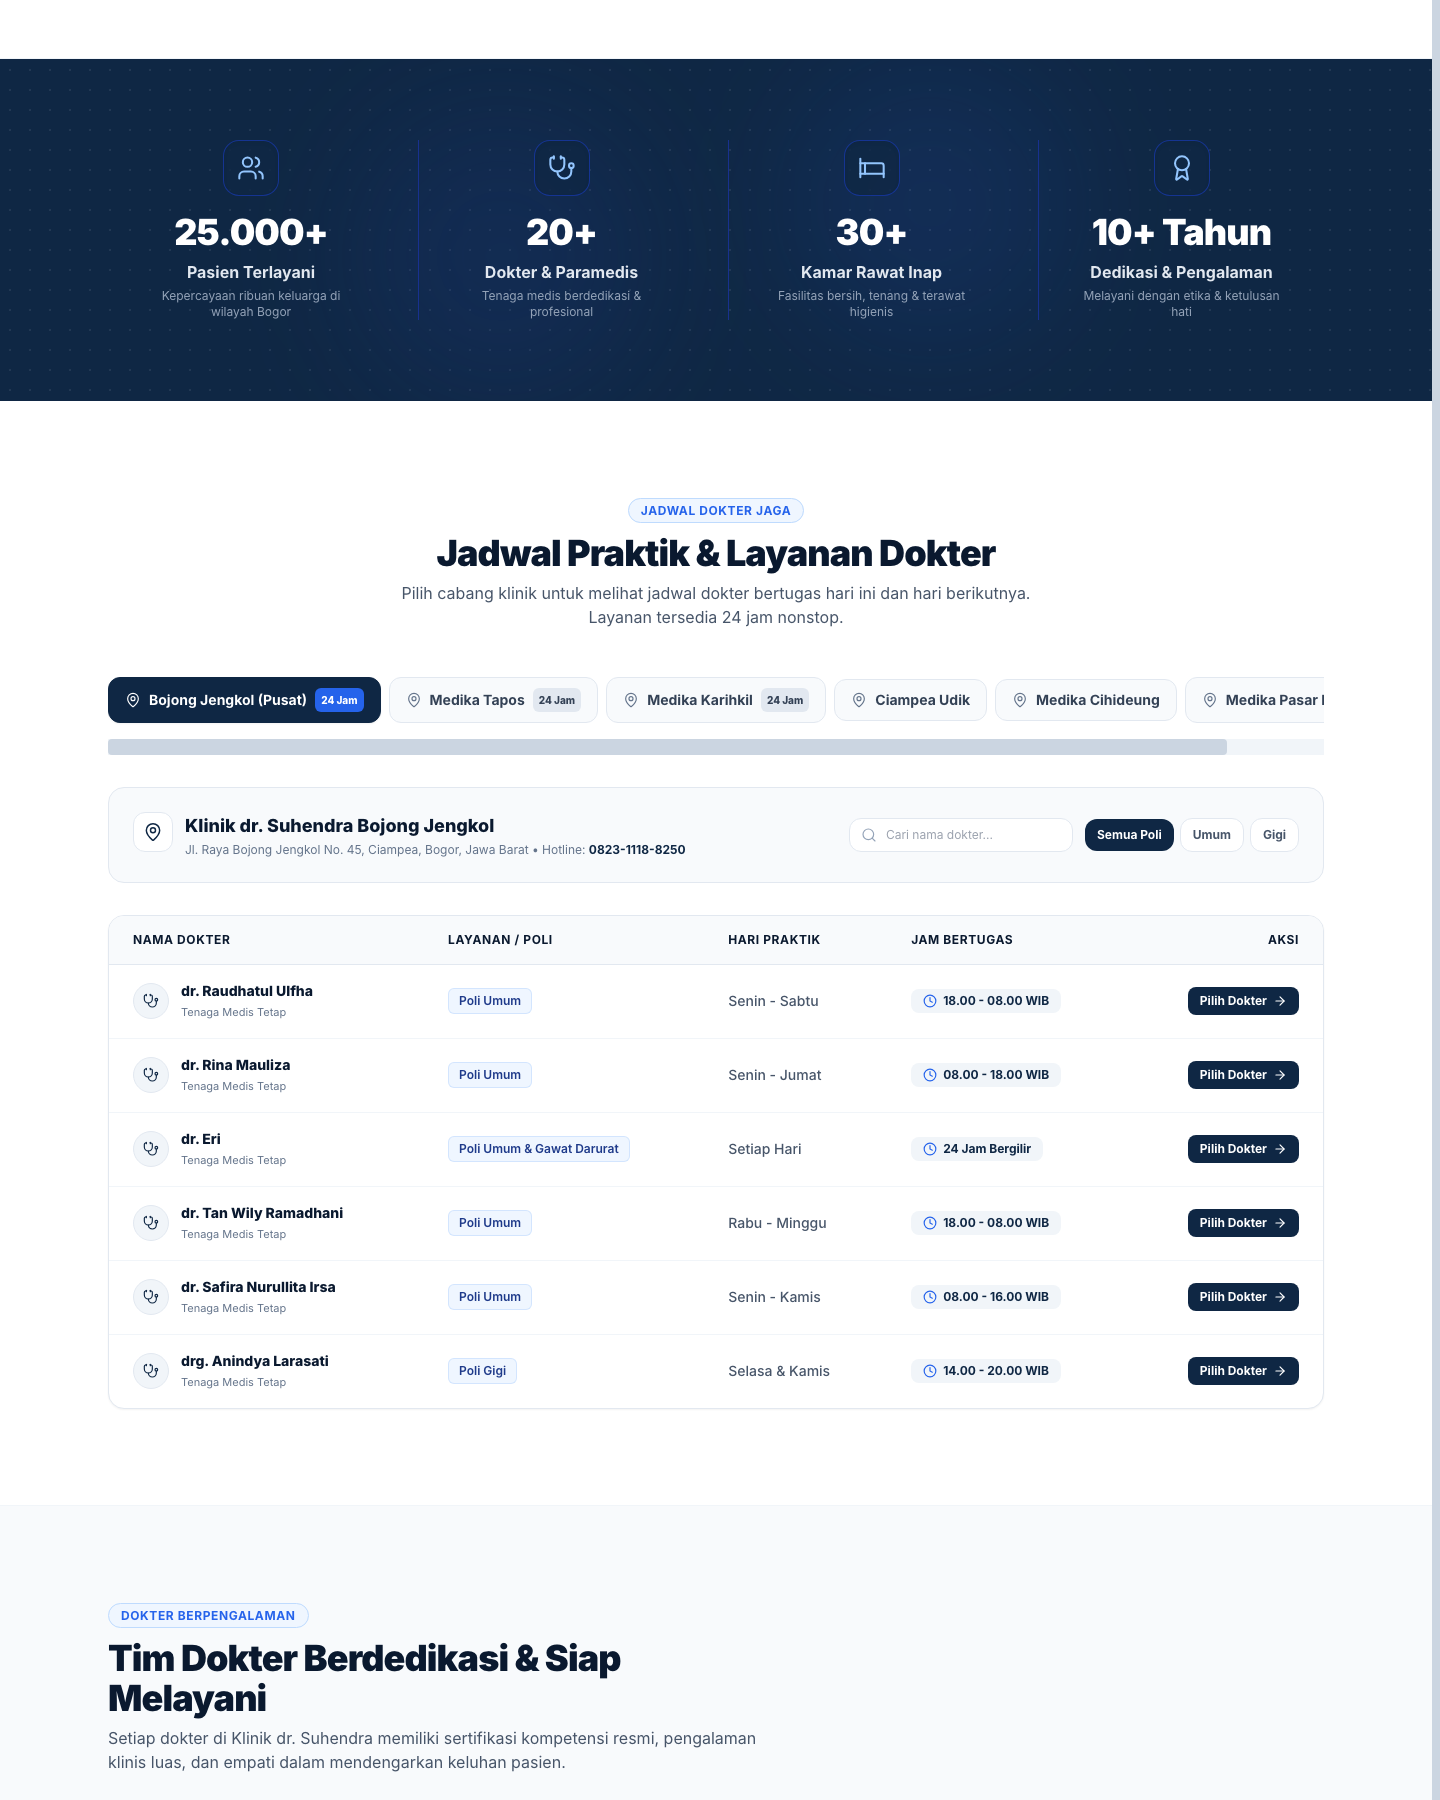 25.000+
Pasien Terlayani
Kepercayaan ribuan keluarga di
wilayah Bogor
20+
Dokter & Paramedis
Tenaga medis berdedikasi &
profesional
30+
Kamar Rawat Inap
Fasilitas bersih, tenang & terawat
higienis
10+ Tahun
Dedikasi & Pengalaman
Melayani dengan etika & ketulusan
hati
JADWAL DOKTER JAGA
Jadwal Praktik & Layanan Dokter
Pilih cabang klinik untuk melihat jadwal dokter bertugas hari ini dan hari berikutnya.
Layanan tersedia 24 jam nonstop.
Bojong Jengkol (Pusat) 24 Jam
Medika Tapos 24 Jam
Medika Karihkil 24 Jam
Ciampea Udik
Medika Cihideung
Medika Pasar
Klinik dr. Suhendra Bojong Jengkol
Jl. Raya Bojong Jengkol No. 45, Ciampea, Bogor, Jawa Barat • Hotline: 0823-1118-8250
Cari nama dokter...
Semua Poli
Umum
Gigi
NAMA DOKTER LAYANAN / POLI HARI PRAKTIK JAM BERTUGAS AKSI
dr. Raudhatul Ulfha
Tenaga Medis Tetap
Poli Umum
Senin - Sabtu
18.00 - 08.00 WIB
Pilih Dokter →
dr. Rina Mauliza
Tenaga Medis Tetap
Poli Umum
Senin - Jumat
08.00 - 18.00 WIB
Pilih Dokter →
dr. Eri
Tenaga Medis Tetap
Poli Umum & Gawat Darurat
Setiap Hari
24 Jam Bergilir
Pilih Dokter →
dr. Tan Wily Ramadhani
Tenaga Medis Tetap
Poli Umum
Rabu - Minggu
18.00 - 08.00 WIB
Pilih Dokter →
dr. Safira Nurullita Irsa
Tenaga Medis Tetap
Poli Umum
Senin - Kamis
08.00 - 16.00 WIB
Pilih Dokter →
drg. Anindya Larasati
Tenaga Medis Tetap
Poli Gigi
Selasa & Kamis
14.00 - 20.00 WIB
Pilih Dokter →
DOKTER BERPENGALAMAN
Tim Dokter Berdedikasi & Siap
Melayani
Setiap dokter di Klinik dr. Suhendra memiliki sertifikasi kompetensi resmi, pengalaman
klinis luas, dan empati dalam mendengarkan keluhan pasien.